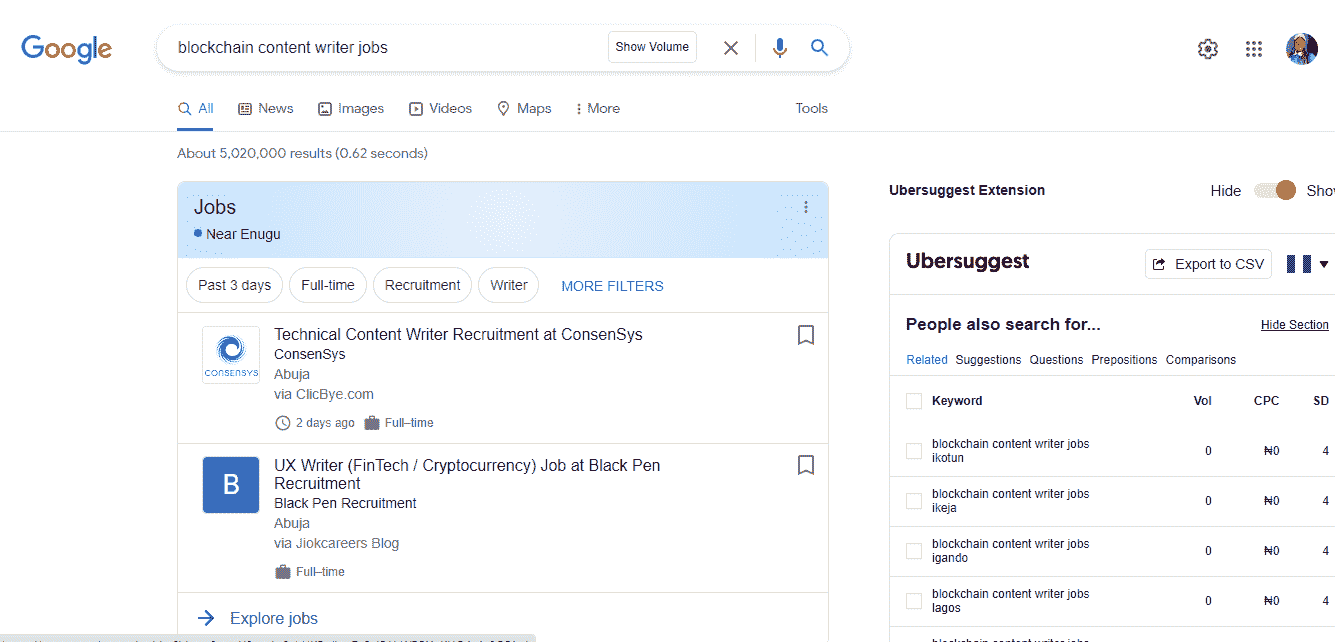 Google
blockchain content writer jobs
Show Volume
All
News
Images
Videos
Maps
More
Tools
About 5,020,000 results (0.62 seconds)
Jobs
Near Enugu
Past 3 days
Full-time
Recruitment
Writer
MORE FILTERS
CONSENSYS
Technical Content Writer Recruitment at ConsenSys
ConsenSys
Abuja
via ClicBye.com
2 days ago
Full–time
B
UX Writer (FinTech / Cryptocurrency) Job at Black Pen
Recruitment
Black Pen Recruitment
Abuja
via Jiokcareers Blog
Full–time
Explore jobs
Ubersuggest Extension
Hide
Show
Ubersuggest
Export to CSV
People also search for...
Hide Section
Related Suggestions Questions Prepositions Comparisons
Keyword Vol CPC SD
blockchain content writer jobs
ikotun
0 ₦0 4
blockchain content writer jobs
ikeja
0 ₦0 4
blockchain content writer jobs
igando
0 ₦0 4
blockchain content writer jobs
lagos
0 ₦0 4
blockchain content writer jobs